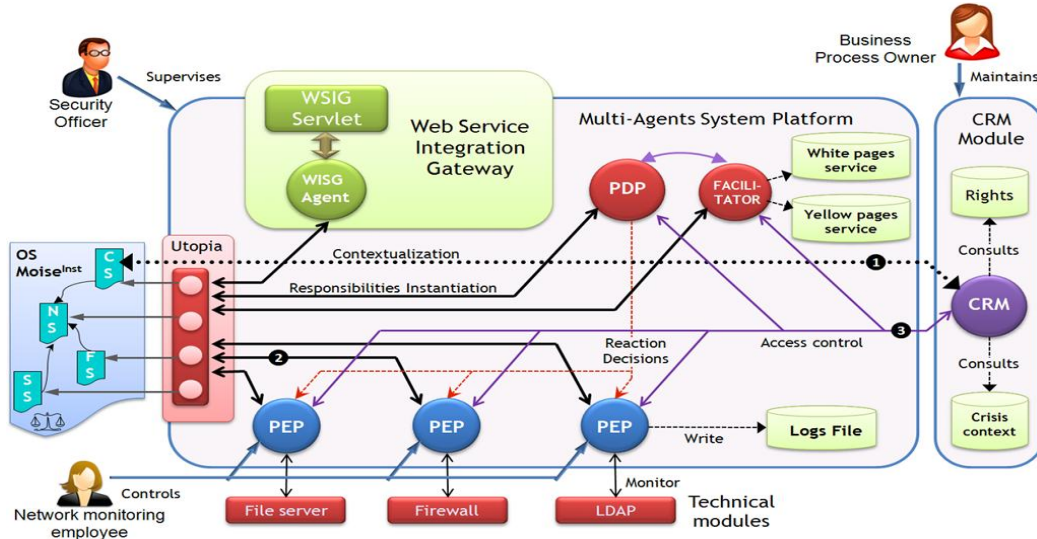 Business
Process Owner
Supervises
Maintains
Security
Officer
WSIG
Servlet
Web Service
Integration
Gateway
WISG
Agent
Multi-Agents System Platform
CRM
Module
PDP
FACILI-
TATOR
White pages
service
Yellow pages
service
Rights
Consults
OS
Moise^Inst
Utopia
C
S
N
S
F
S
S
S
Contextualization
1
Responsibilities Instantiation
CRM
3
Access control
Reaction
Decisions
2
Consults
PEP
PEP
PEP
Write
Logs File
Crisis
context
Controls
Monitor
Network monitoring
employee
File server
Firewall
LDAP
Technical
modules